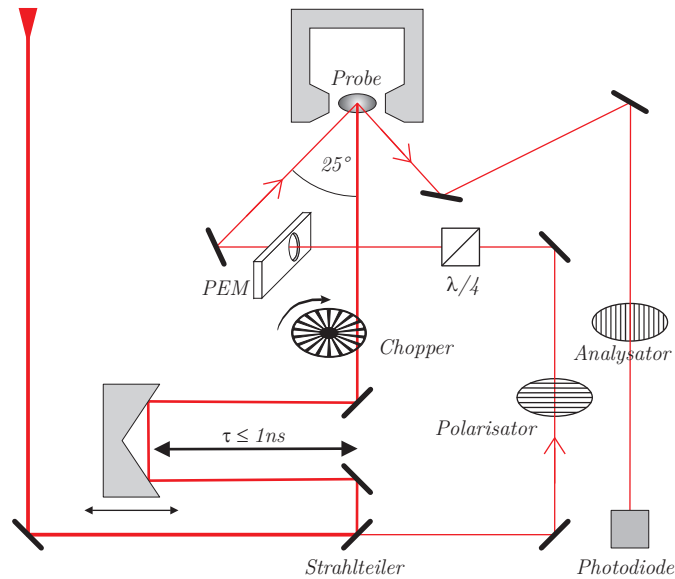 Probe
25°
PEM
λ/4
Chopper
Analysator
Polarisator
τ ≤ 1ns
Strahlteiler
Photodiode